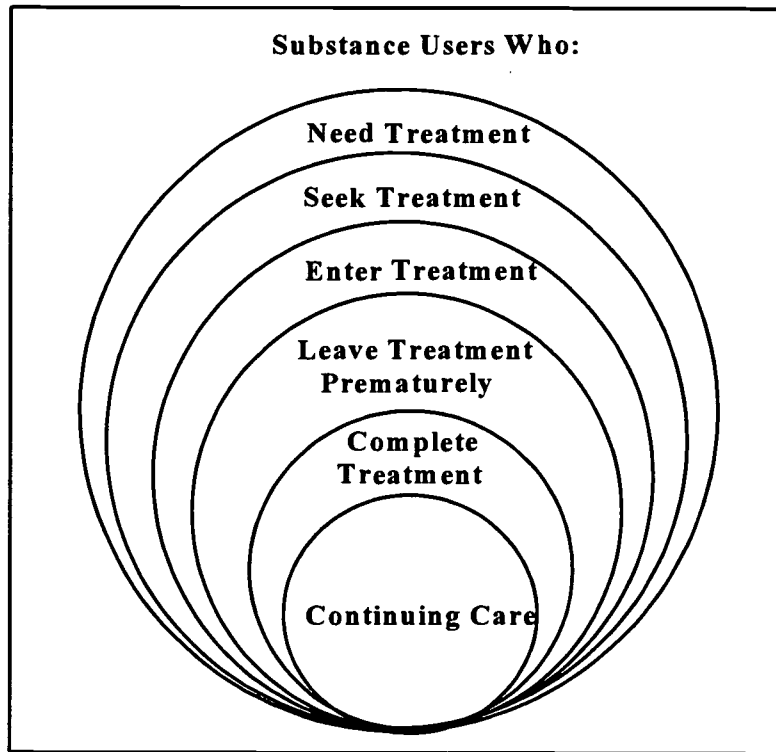 Substance Users Who:
Need Treatment
Seek Treatment
Enter Treatment
Leave Treatment
Prematurely
Complete
Treatment
Continuing Care